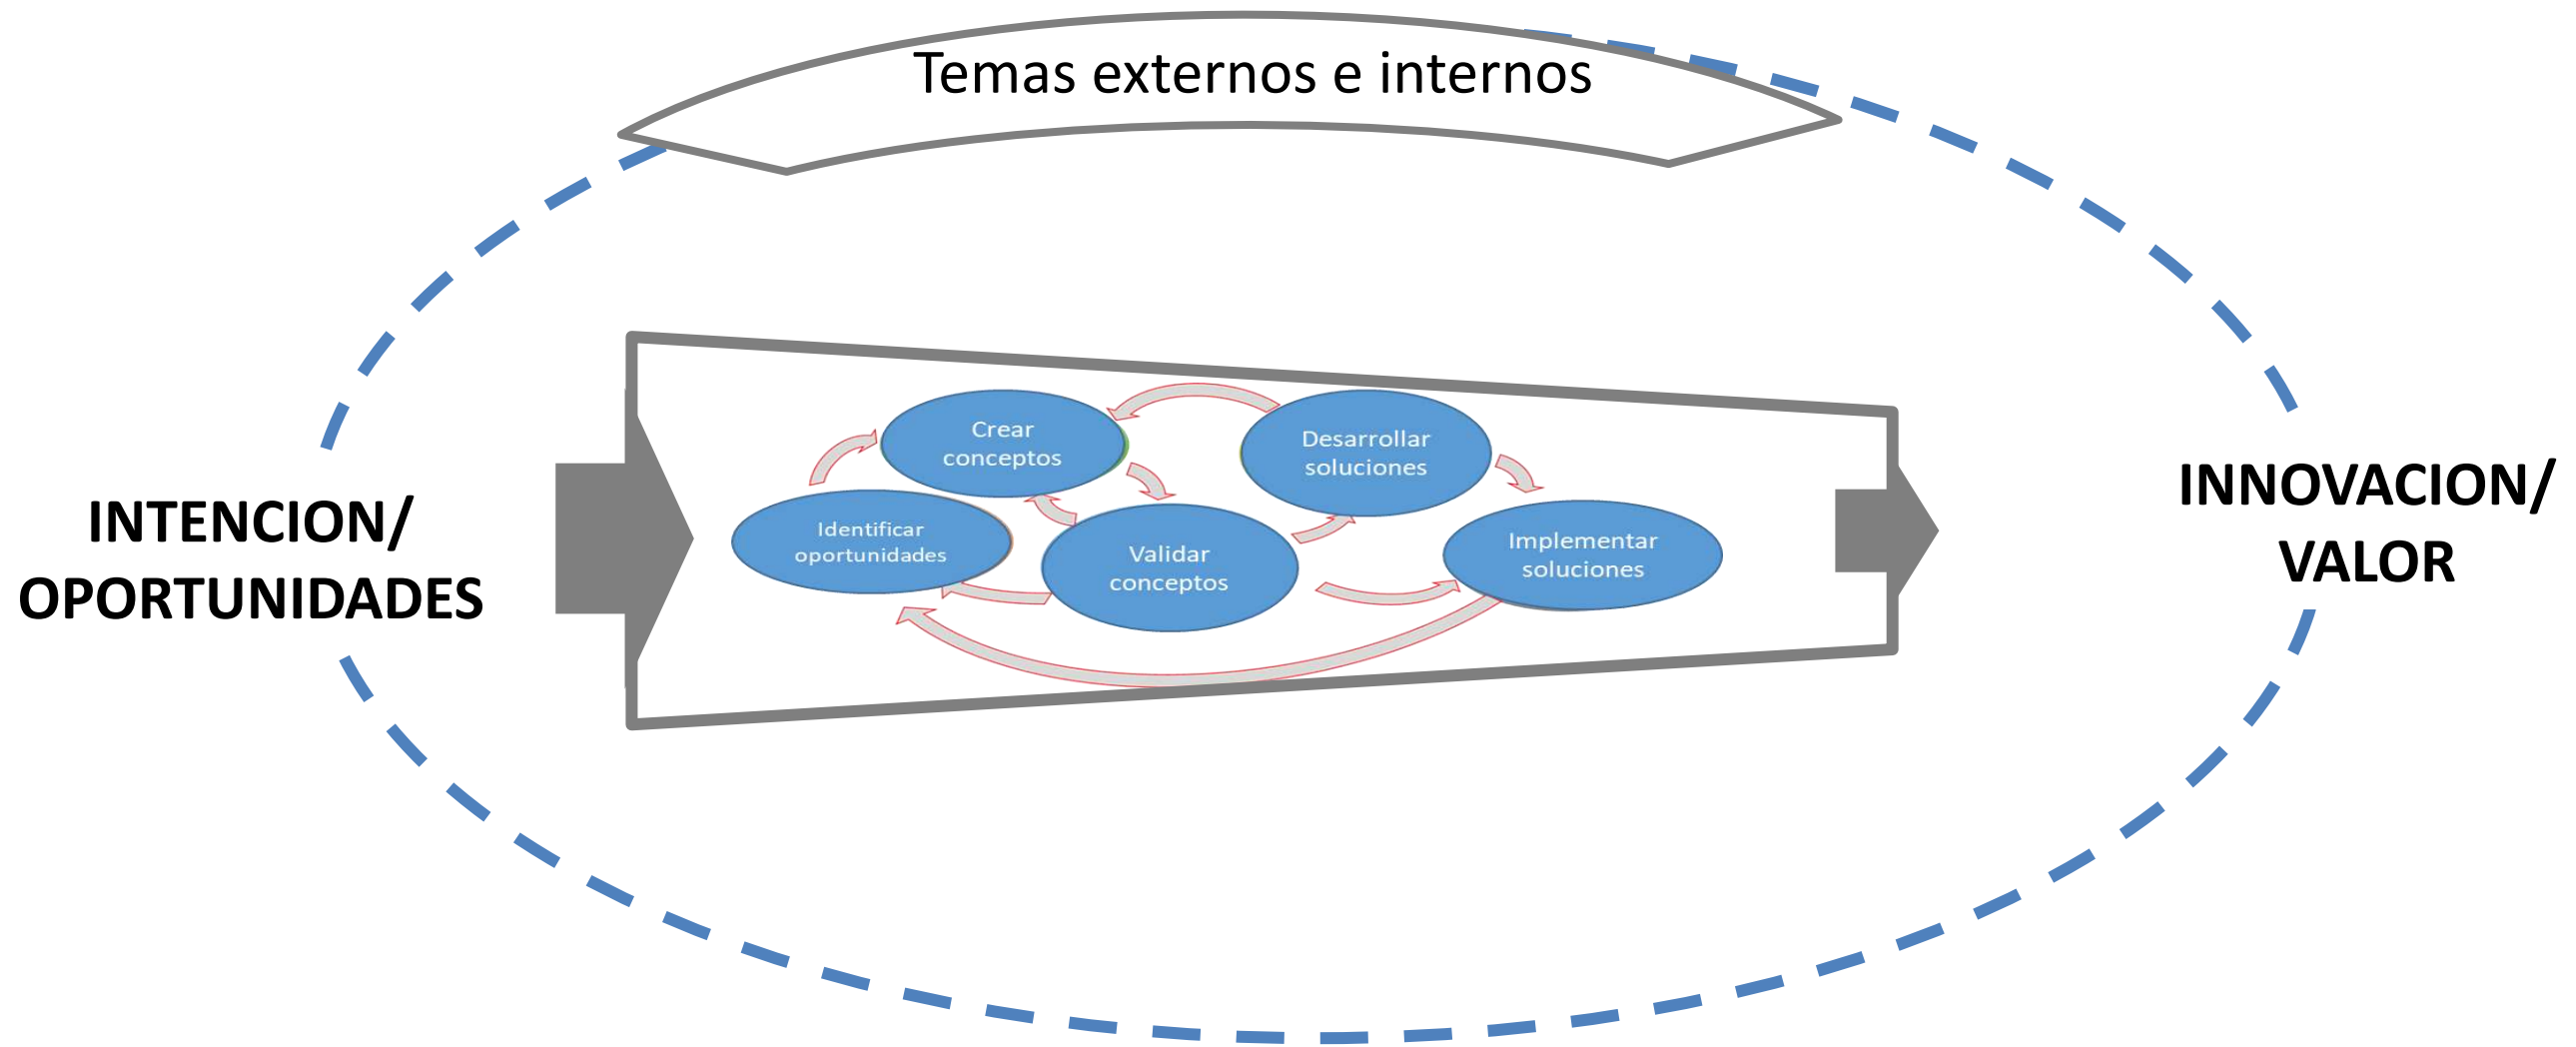 Temas externos e internos
INTENCION/
OPORTUNIDADES
Crear
conceptos
Desarrollar
soluciones
Identificar
oportunidades
Validar
conceptos
Implementar
soluciones
INNOVACION/
VALOR